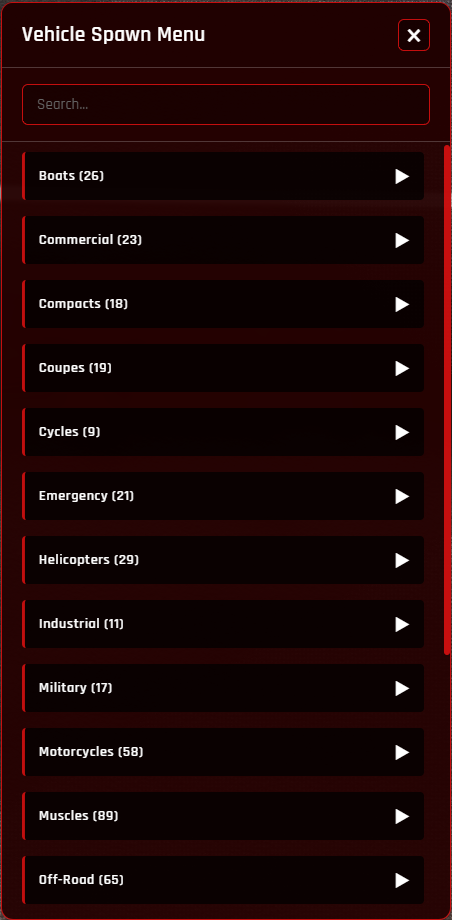 Vehicle Spawn Menu
Search...
Boats (26)
Commercial (23)
Compacts (18)
Coupes (19)
Cycles (9)
Emergency (21)
Helicopters (29)
Industrial (11)
Military (17)
Motorcycles (58)
Muscles (89)
Off-Road (65)